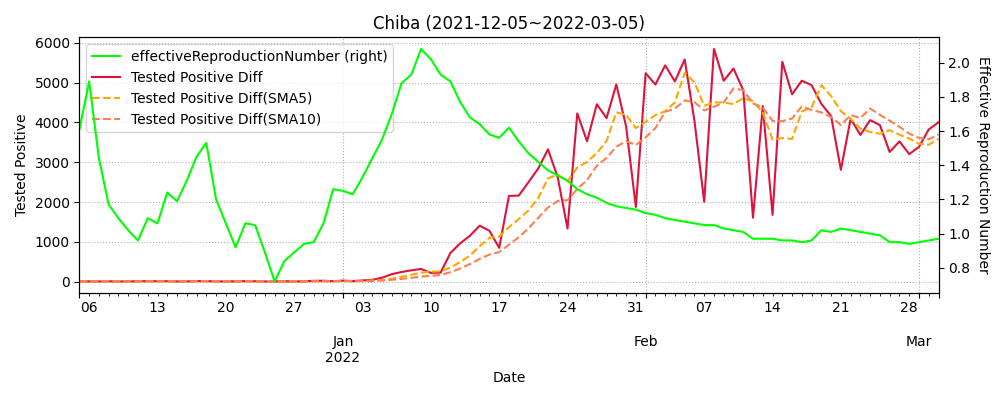 Chiba (2021-12-05~2022-03-05)
effectiveReproductionNumber (right)
Tested Positive Diff
Tested Positive Diff(SMA5)
Tested Positive Diff(SMA10)
Tested Positive
6000
5000
4000
3000
2000
1000
0
Effective Reproduction Number
2.0
1.8
1.6
1.4
1.2
1.0
0.8
06 13 20 27 03 10 17 24 31 07 14 21 28
Jan Feb Mar
2022
Date